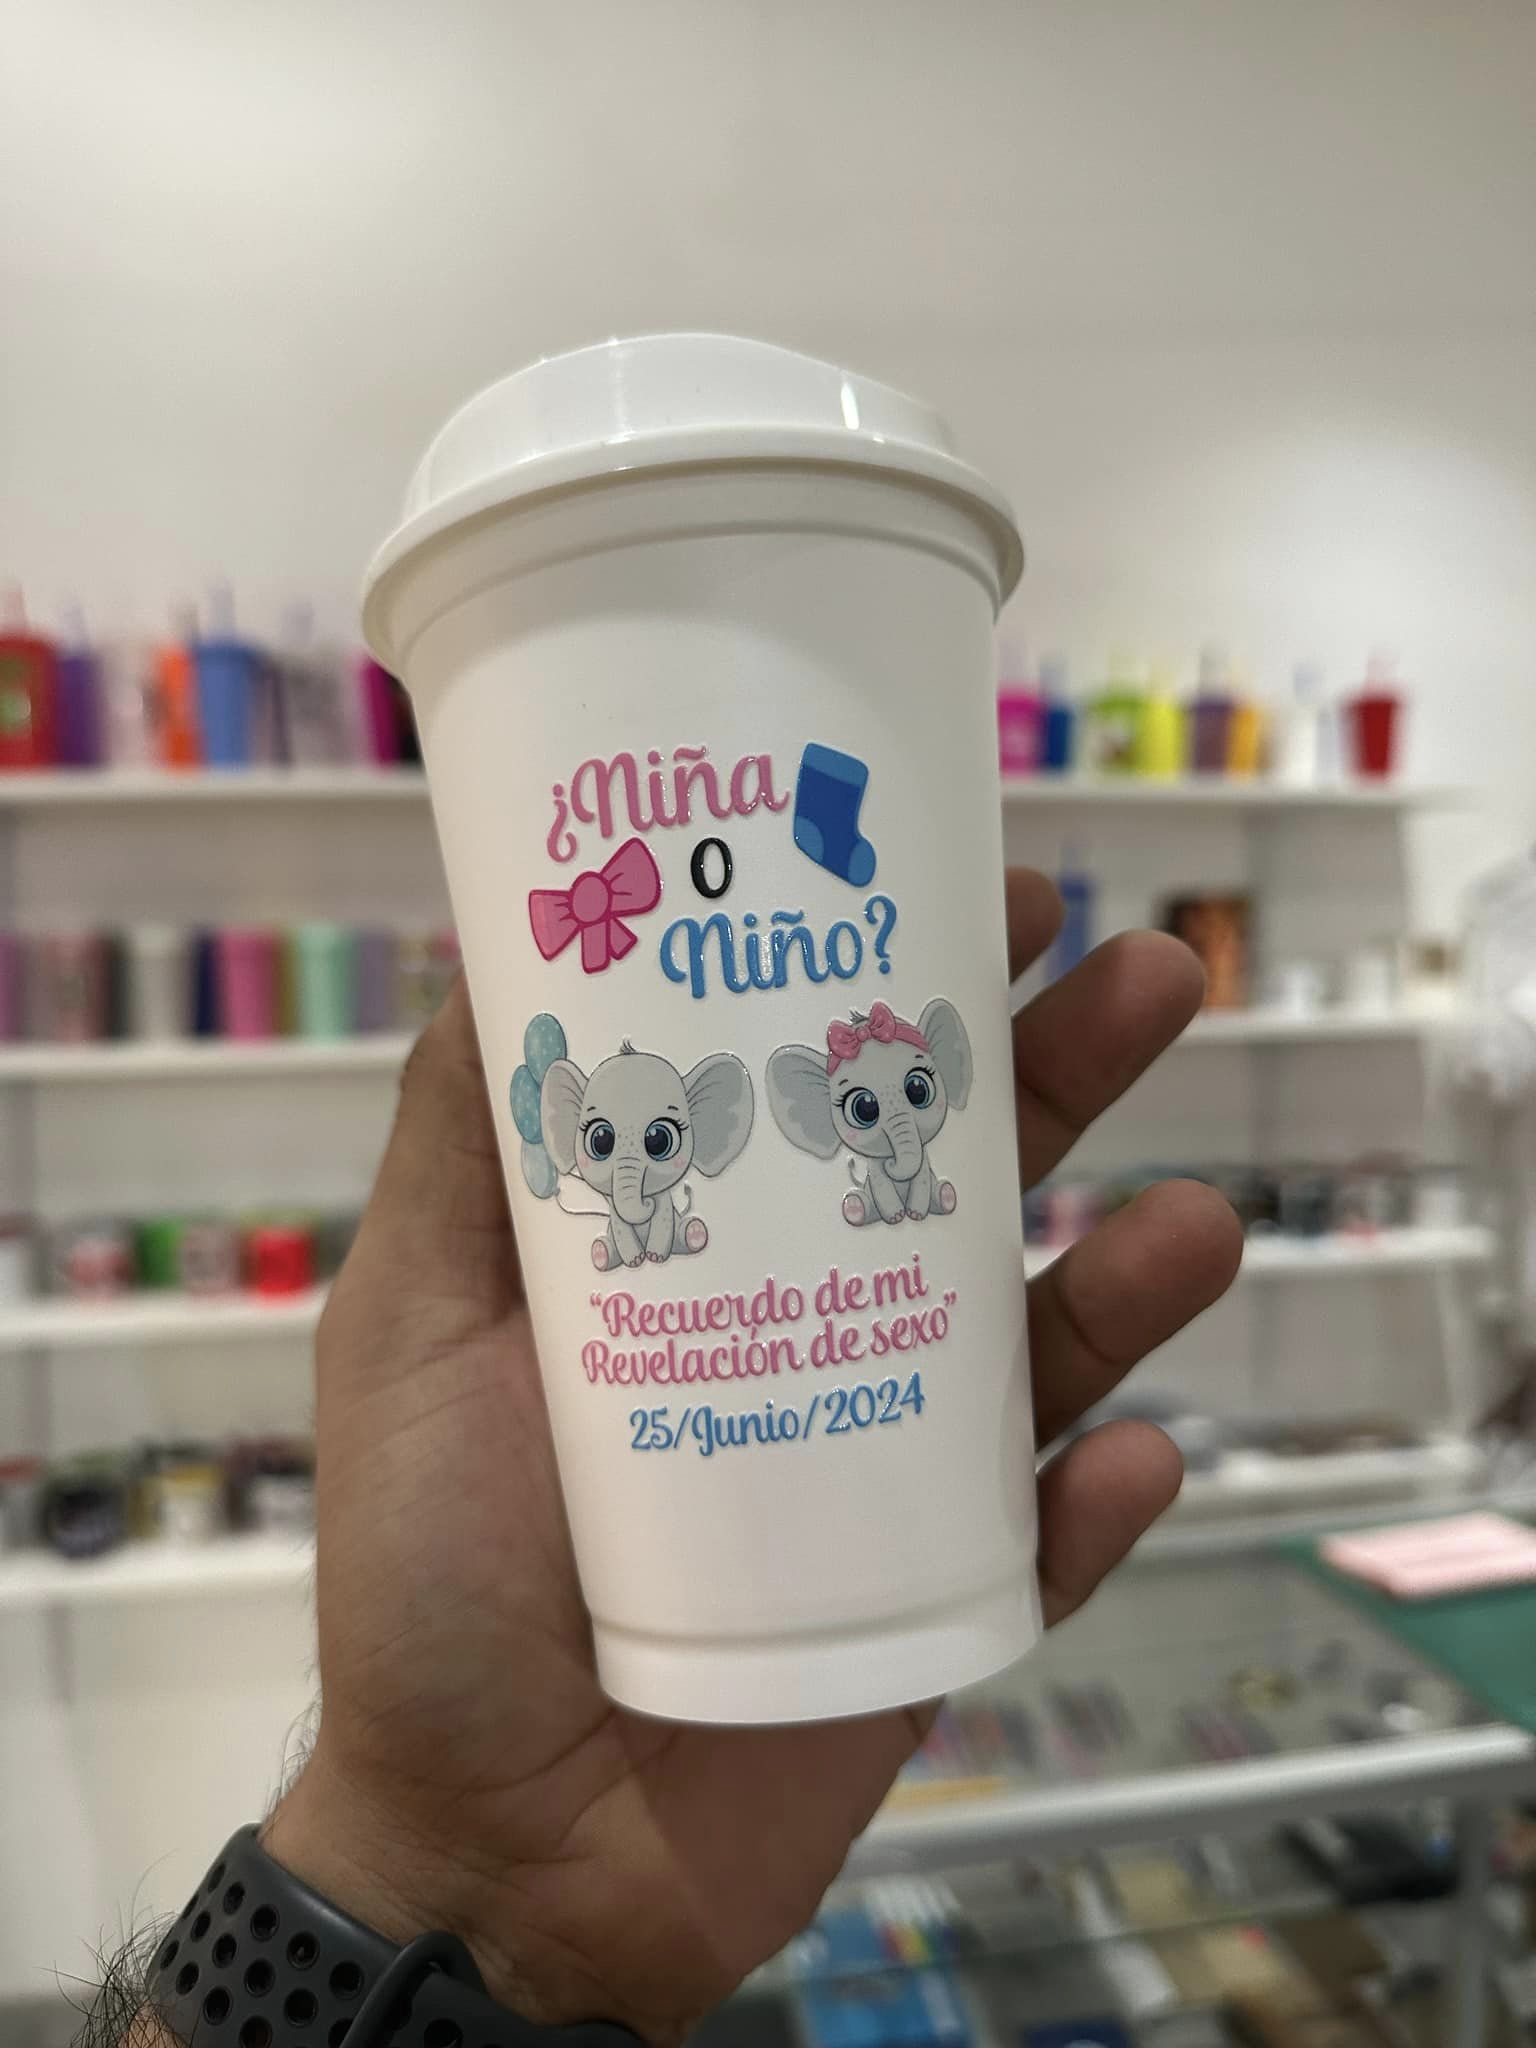 ¿Niña
o
Niño?
"Recuerdo de mi
Revelación de sexo"
25/Junio/2024